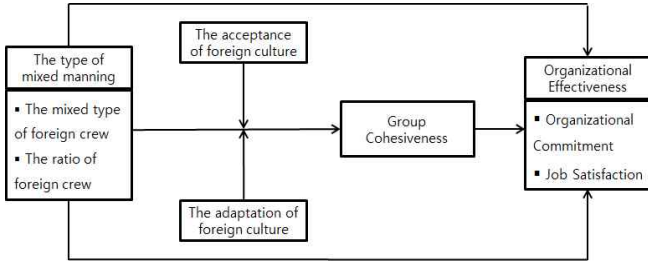 The type of
mixed manning
▪ The mixed type
of foreign crew
▪ The ratio of
foreign crew
The acceptance
of foreign culture
The adaptation of
foreign culture
Group
Cohesiveness
Organizational
Effectiveness
▪ Organizational
Commitment
▪ Job Satisfaction